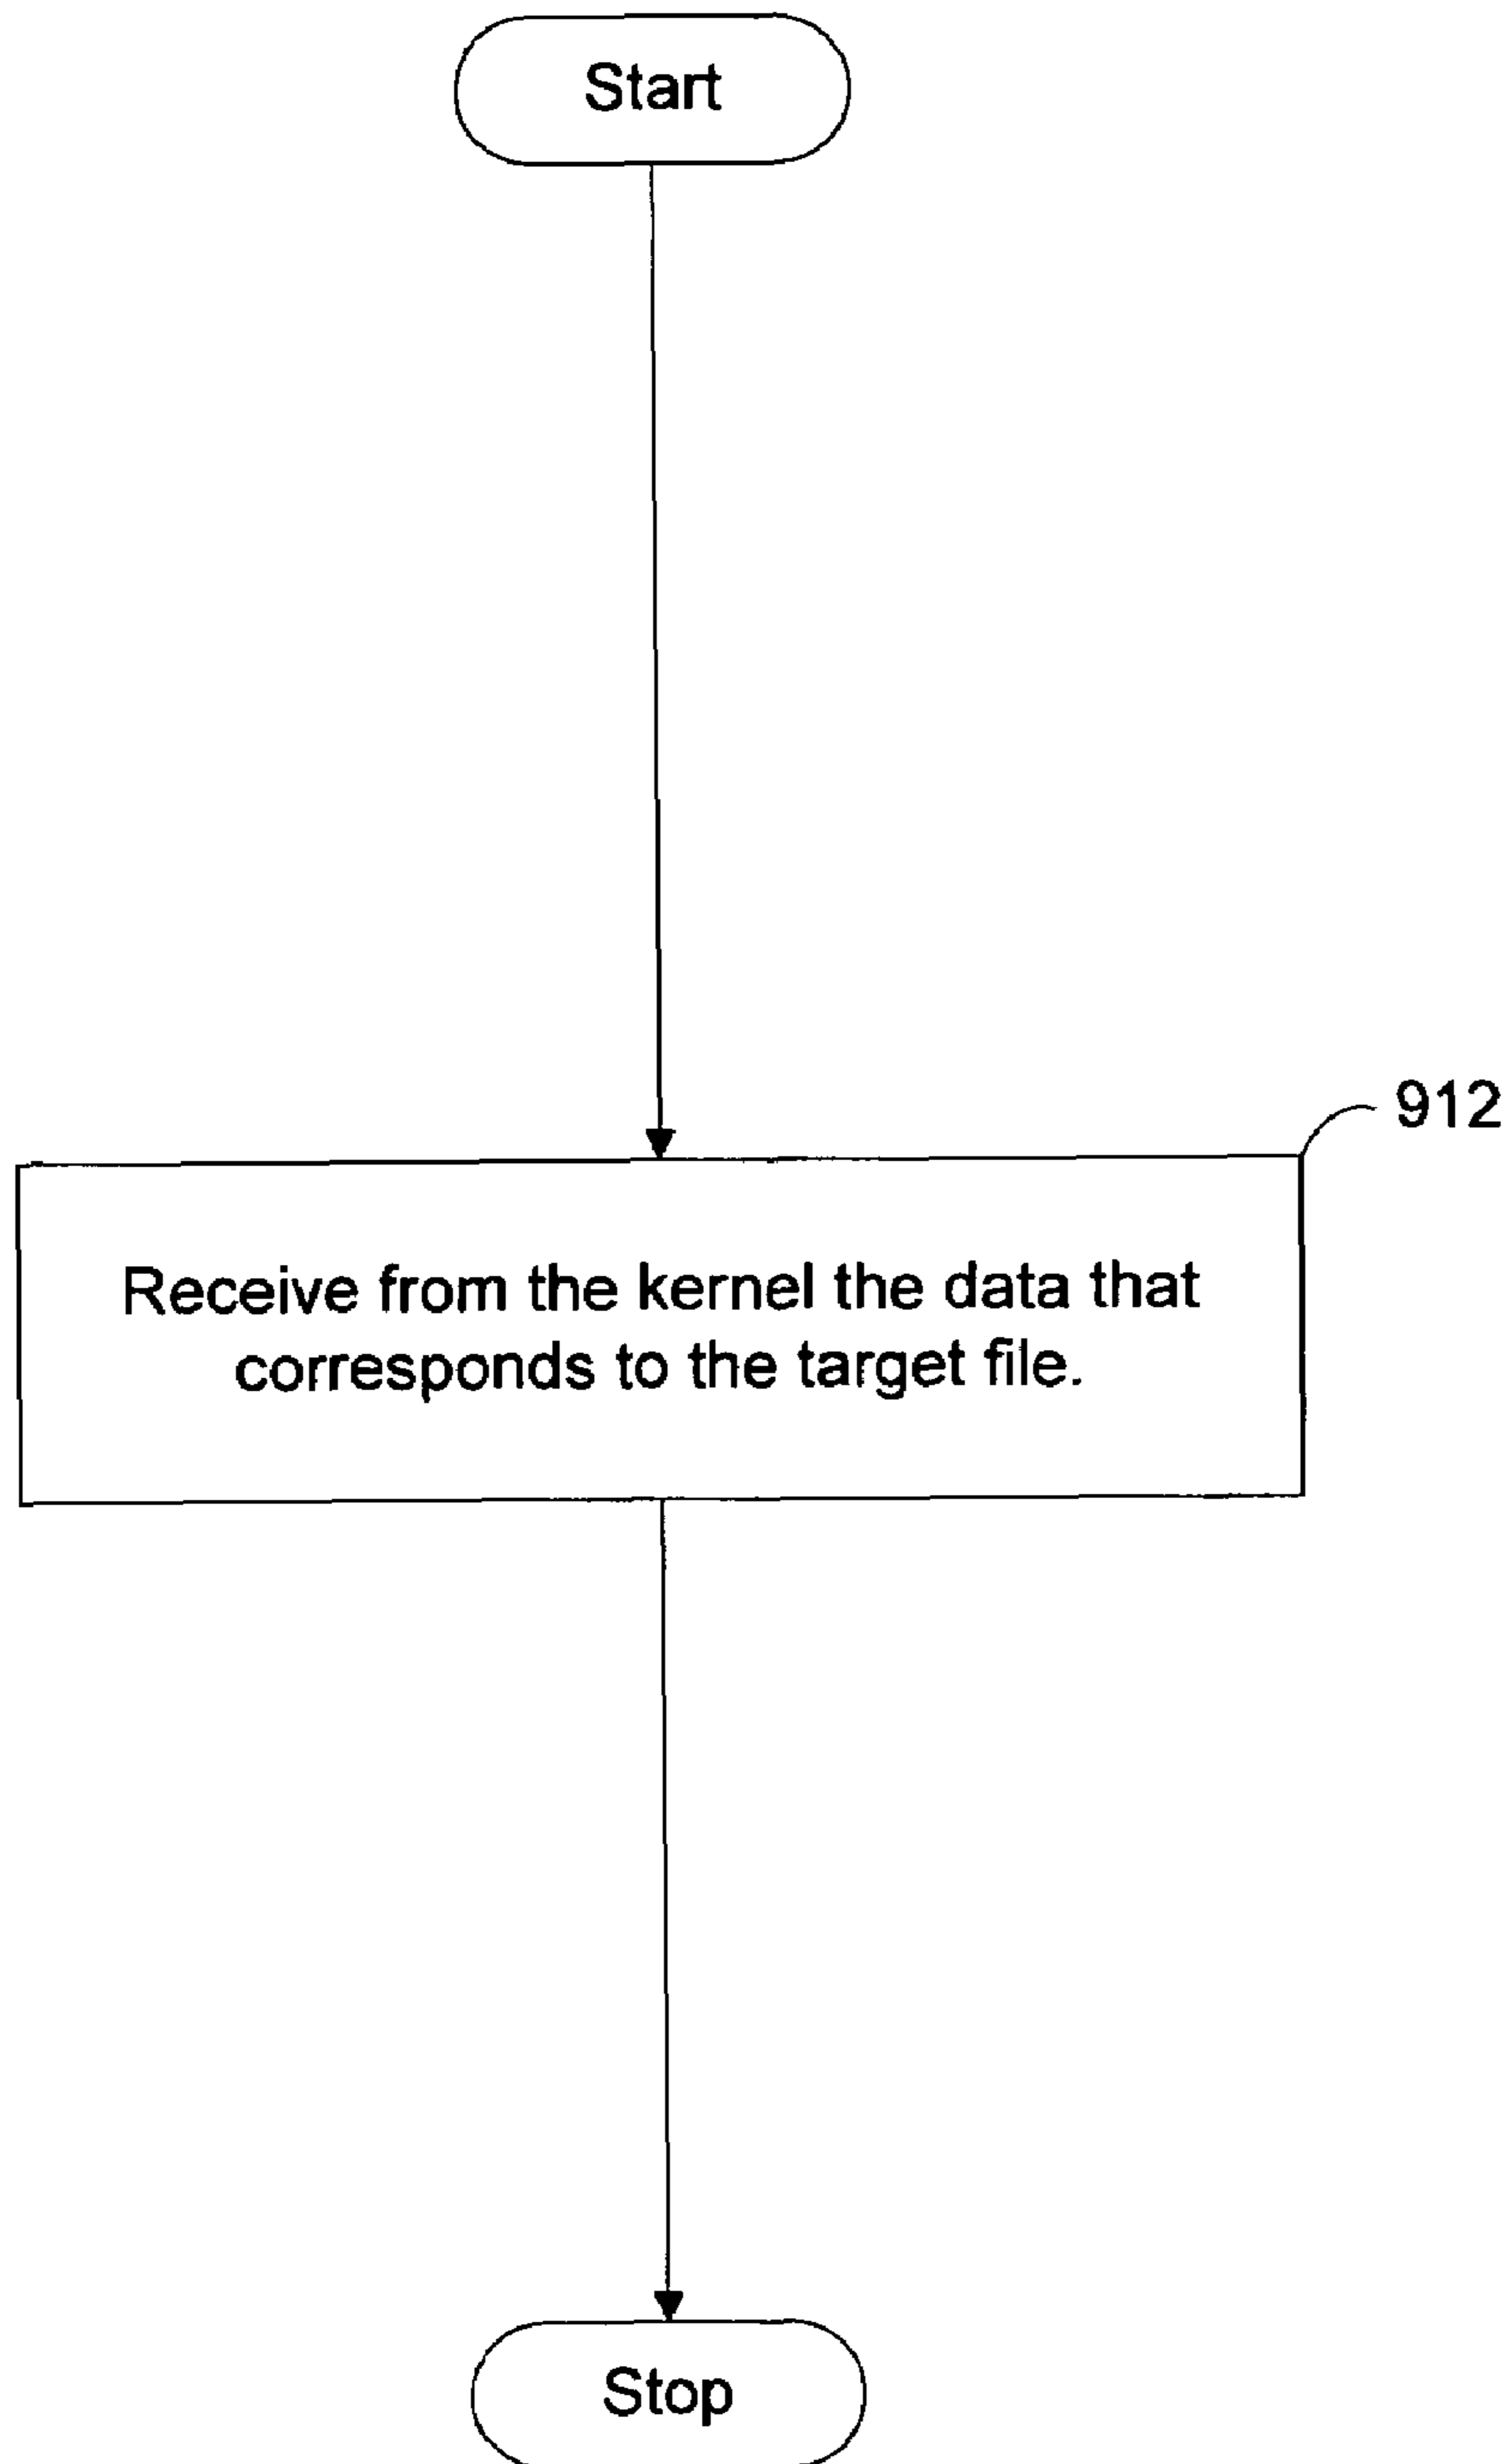 Start
912
Receive from the kernel the data that
corresponds to the target file.
Stop